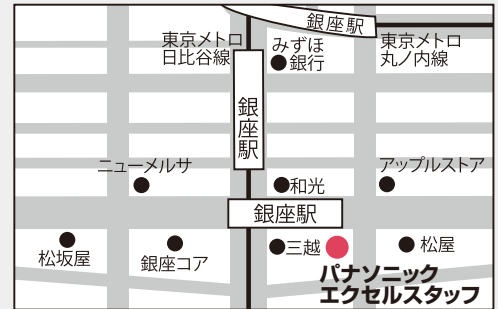 銀座駅
東京メトロ
日比谷線
みずほ
銀行
東京メトロ
丸ノ内線
銀座駅
ニューメルサ
和光
アップルストア
銀座駅
松坂屋
銀座コア
三越
松屋
パナソニック
エクセルスタッフ